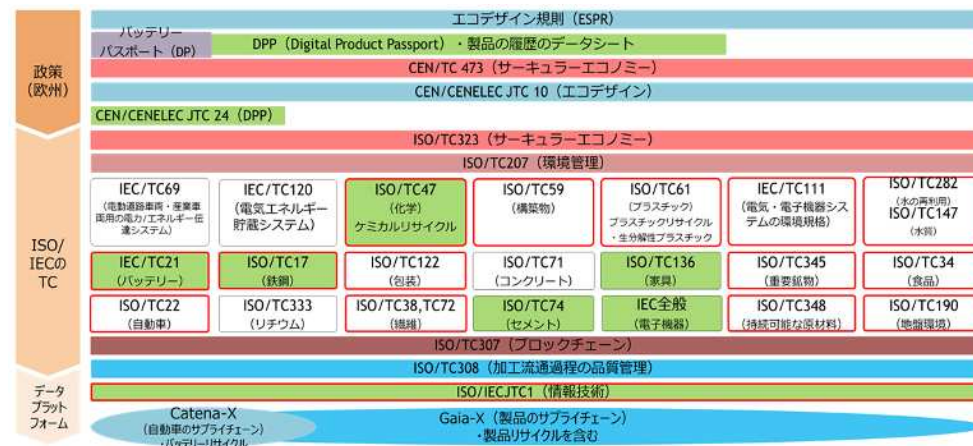 エコデザイン規則（ESPR）
バッテリー
パスポート（DP）
DPP（Digital Product Passport）・製品の履歴のデータシート
政策
（欧州）
CEN/TC 473（サーキュラーエコノミー）
CEN/CENELEC JTC 10（エコデザイン）
CEN/CENELEC JTC 24（DPP）
ISO/
IECの
TC
ISO/TC323（サーキュラーエコノミー）
ISO/TC207（環境管理）
IEC/TC69
（電動道路車両・産業車
両用の電力/エネルギー伝
達システム）
IEC/TC120
（電気エネルギー
貯蔵システム）
ISO/TC47
（化学）
ケミカルリサイクル
ISO/TC59
（構築物）
ISO/TC61
（プラスチック）
プラスチックリサイクル
・生分解性プラスチック
IEC/TC111
（電気・電子機器シス
テムの環境規格）
ISO/TC282
（水の再利用）
ISO/TC147
（水質）
IEC/TC21
（バッテリー）
ISO/TC17
（鉄鋼）
ISO/TC122
（包装）
ISO/TC71
（コンクリート）
ISO/TC136
（家具）
ISO/TC345
（重要鉱物）
ISO/TC34
（食品）
ISO/TC22
（自動車）
ISO/TC333
（リチウム）
ISO/TC38,TC72
（繊維）
ISO/TC74
（セメント）
IEC全般
（電子機器）
ISO/TC348
（持続可能な原材料）
ISO/TC190
（地盤環境）
ISO/TC307（ブロックチェーン）
ISO/TC308（加工流通過程の品質管理）
データ
プラット
フォーム
ISO/IECJTC1（情報技術）
Catena-X
（自動車のサプライチェーン）
・バッテリーリサイクル
Gaia-X（製品のサプライチェーン）
・製品リサイクルを含む